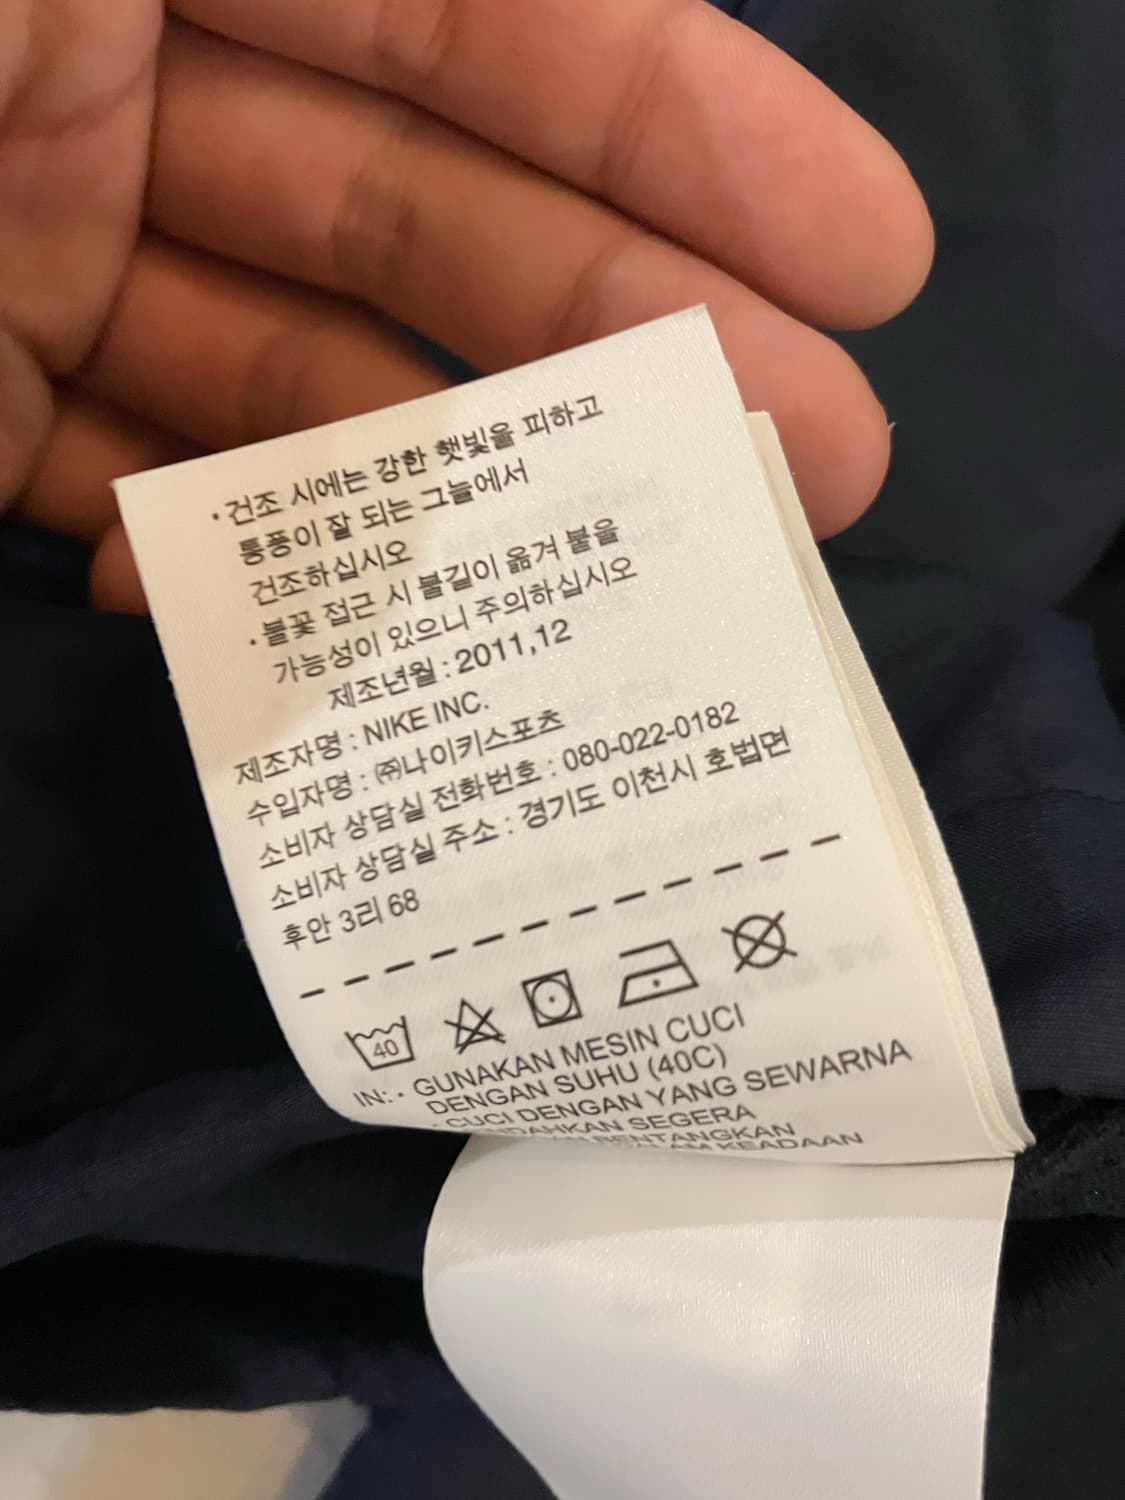 · 건조 시에는 강한 햇빛을 피하고
통풍이 잘 되는 그늘에서
건조하십시오
· 불꽃 접근 시 불길이 옮겨 붙을
가능성이 있으니 주의하십시오
제조년월 : 2011,12
제조자명 : NIKE INC.
수입자명 : ㈜나이키스포츠
소비자 상담실 전화번호 : 080-022-0182
소비자 상담실 주소 : 경기도 이천시 호법면
후안 3리 68
40
IN: · GUNAKAN MESIN CUCI
DENGAN SUHU (40C)
· CUCI DENGAN YANG SEWARNA
SEGERA
BENTANGKAN
KEADAAN